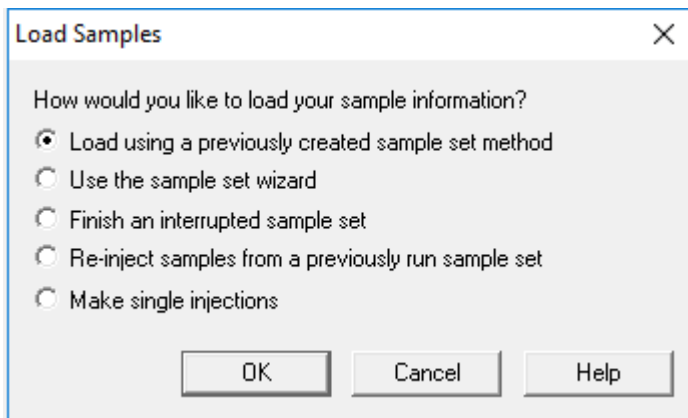 Load Samples
How would you like to load your sample information?
Load using a previously created sample set method
Use the sample set wizard
Finish an interrupted sample set
Re-inject samples from a previously run sample set
Make single injections
OK Cancel Help